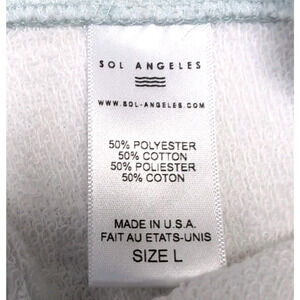 SOL ANGELES
WWW.SOL-ANGELES.COM
50% POLYESTER
50% COTTON
50% POLIESTER
50% COTON
MADE IN U.S.A.
FAIT AU ETATS-UNIS
SIZE L